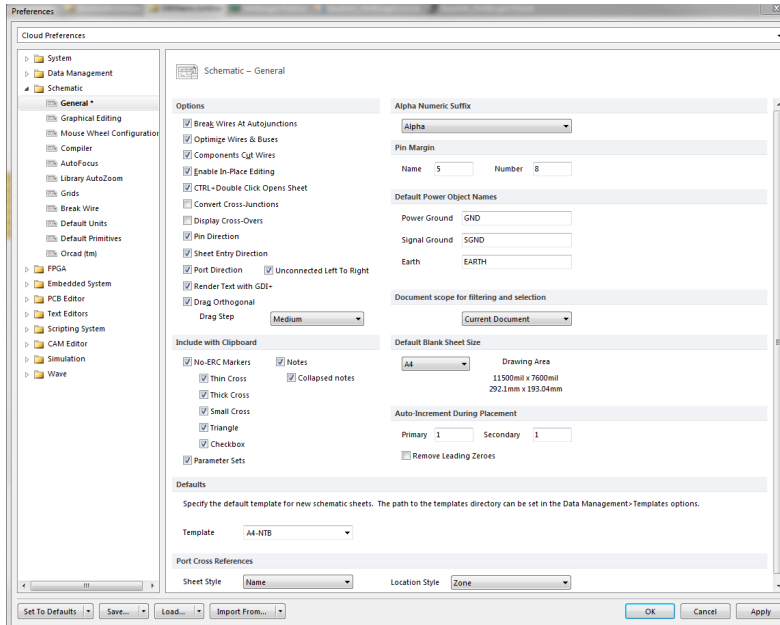 Preferences
Cloud Preferences
System
Data Management
Schematic
General *
Graphical Editing
Mouse Wheel Configuration
Compiler
AutoFocus
Library AutoZoom
Grids
Break Wire
Default Units
Default Primitives
Orcad (tm)
FPGA
Embedded System
PCB Editor
Text Editors
Scripting System
CAM Editor
Simulation
Wave
Schematic – General
Options
Break Wires At Autojunctions
Optimize Wires & Buses
Components Cut Wires
Enable In-Place Editing
CTRL+Double Click Opens Sheet
Convert Cross-Junctions
Display Cross-Overs
Pin Direction
Sheet Entry Direction
Port Direction Unconnected Left To Right
Render Text with GDI+
Drag Orthogonal
Drag Step Medium
Include with Clipboard
No-ERC Markers Notes
Thin Cross Collapsed notes
Thick Cross
Small Cross
Triangle
Checkbox
Parameter Sets
Alpha Numeric Suffix
Alpha
Pin Margin
Name 5 Number 8
Default Power Object Names
Power Ground GND
Signal Ground SGND
Earth EARTH
Document scope for filtering and selection
Current Document
Default Blank Sheet Size
A4 Drawing Area
11500mil x 7600mil
292.1mm x 193.04mm
Auto-Increment During Placement
Primary 1 Secondary 1
Remove Leading Zeroes
Defaults
Specify the default template for new schematic sheets. The path to the templates directory can be set in the Data Management>Templates options.
Template A4-NTB
Port Cross References
Sheet Style Name Location Style Zone
Set To Defaults Save... Load... Import From... OK Cancel Apply